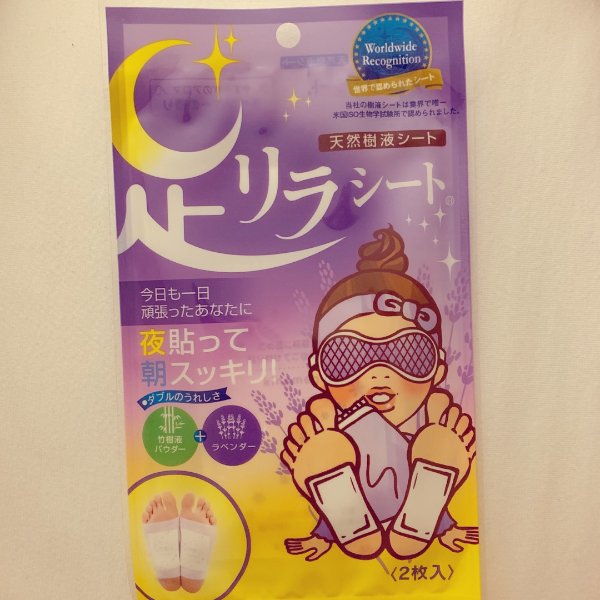 Worldwide
Recognition
世界で認められたシート
当社の樹液シートは業界で唯一
米国ISO生物学試験所で認められました。
天然樹液シート
足リラシート®
今日も一日
頑張ったあなたに
夜貼って
朝スッキリ!
●ダブルのうれしさ
竹樹液
パウダー
+
ラベンダー
〈2枚入〉